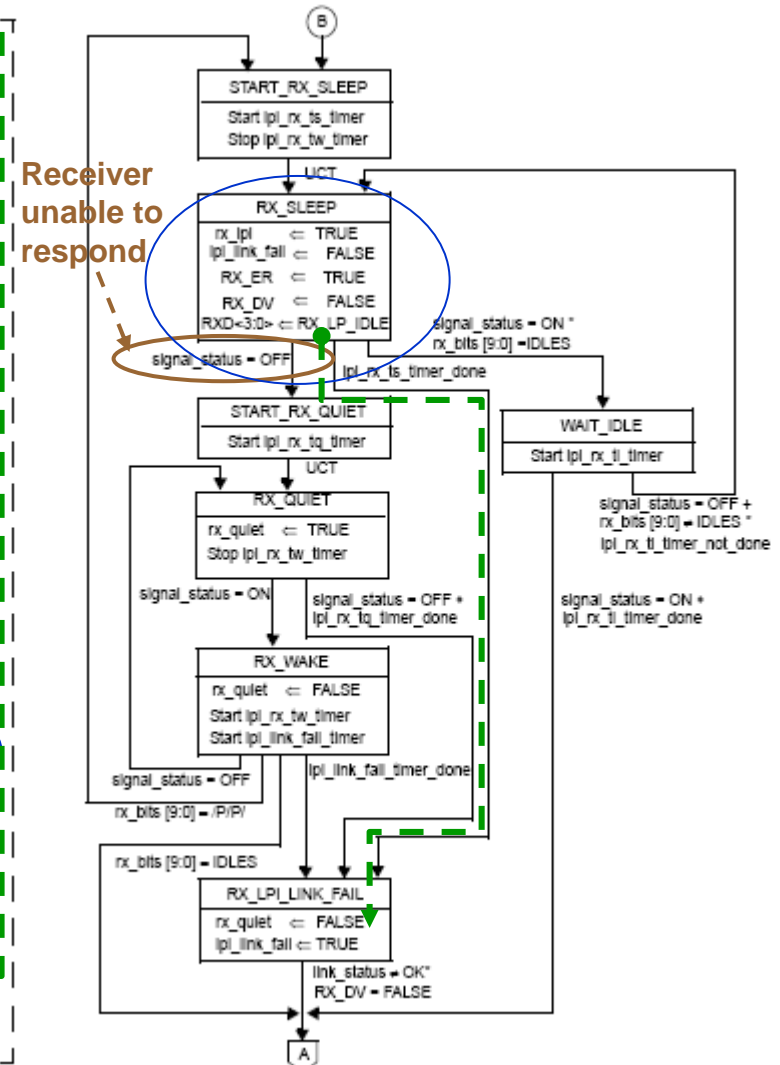 B
START_RX_SLEEP
Start lpi_rx_ts_timer
Stop lpi_rx_tw_timer
UCT
Receiver
unable to
respond
RX_SLEEP
rx_lpi ⇐ TRUE
lpi_link_fail ⇐ FALSE
RX_ER ⇐ TRUE
RX_DV ⇐ FALSE
RXD<3:0> ⇐ RX_LP_IDLE
signal_status = ON *
rx_bits [9:0] =IDLES
signal_status = OFF
lpi_rx_ts_timer_done
START_RX_QUIET
Start lpi_rx_tq_timer
UCT
WAIT_IDLE
Start lpi_rx_ti_timer
RX_QUIET
rx_quiet ⇐ TRUE
Stop lpi_rx_tw_timer
signal_status = OFF +
rx_bits [9:0] ≠ IDLES *
lpi_rx_ti_timer_not_done
signal_status = ON
signal_status = OFF *
lpi_rx_tq_timer_done
signal_status = ON *
lpi_rx_ti_timer_done
RX_WAKE
rx_quiet ⇐ FALSE
Start lpi_rx_tw_timer
Start lpi_link_fail_timer
signal_status = OFF
lpi_link_fail_timer_done
rx_bits [9:0] = /P/P/
rx_bits [9:0] = IDLES
RX_LPI_LINK_FAIL
rx_quiet ⇐ FALSE
lpi_link_fail ⇐ TRUE
link_status ≠ OK*
RX_DV = FALSE
A